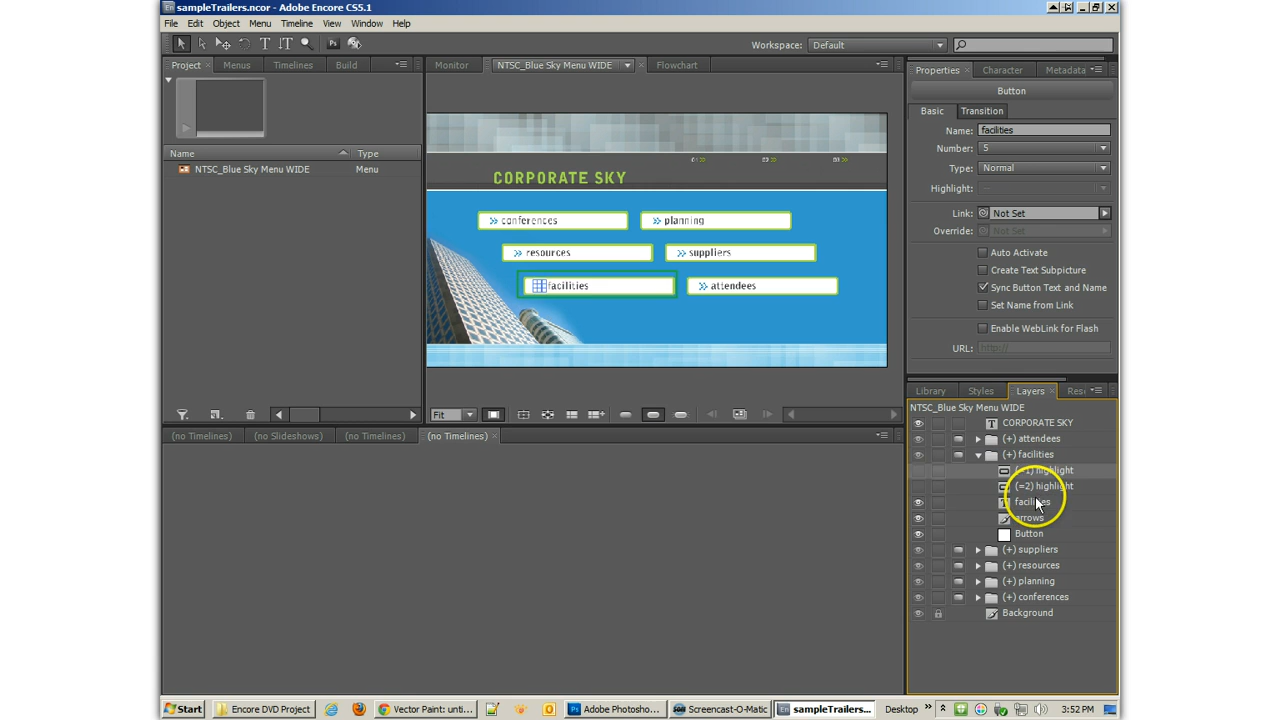 En sampleTrailers.ncor - Adobe Encore CS5.1
File Edit Object Menu Timeline View Window Help
Workspace: Default
Project Menus Timelines Build
Monitor NTSC_Blue Sky Menu WIDE Flowchart
Properties Character Metadata
Button
Basic Transition
Name: facilities
Number: 5
Type: Normal
Highlight: -
Link: Not Set
Override: Not Set
Auto Activate
Create Text Subpicture
Sync Button Text and Name
Set Name from Link
Enable WebLink for Flash
URL: http://
Name Type
NTSC_Blue Sky Menu WIDE Menu
CORPORATE SKY
conferences planning
resources suppliers
facilities attendees
Fit
Library Styles Layers
NTSC_Blue Sky Menu WIDE
CORPORATE SKY
(+) attendees
(+) facilities
(=1) highlight
(=2) highlight
facilities
arrows
Button
(+) suppliers
(+) resources
(+) planning
(+) conferences
Background
(no Timelines) (no Slideshows) (no Timelines) (no Timelines)
Start Encore DVD Project Vector Paint: unti... Adobe Photosho... Screencast-O-Matic sampleTrailers... Desktop 3:52 PM